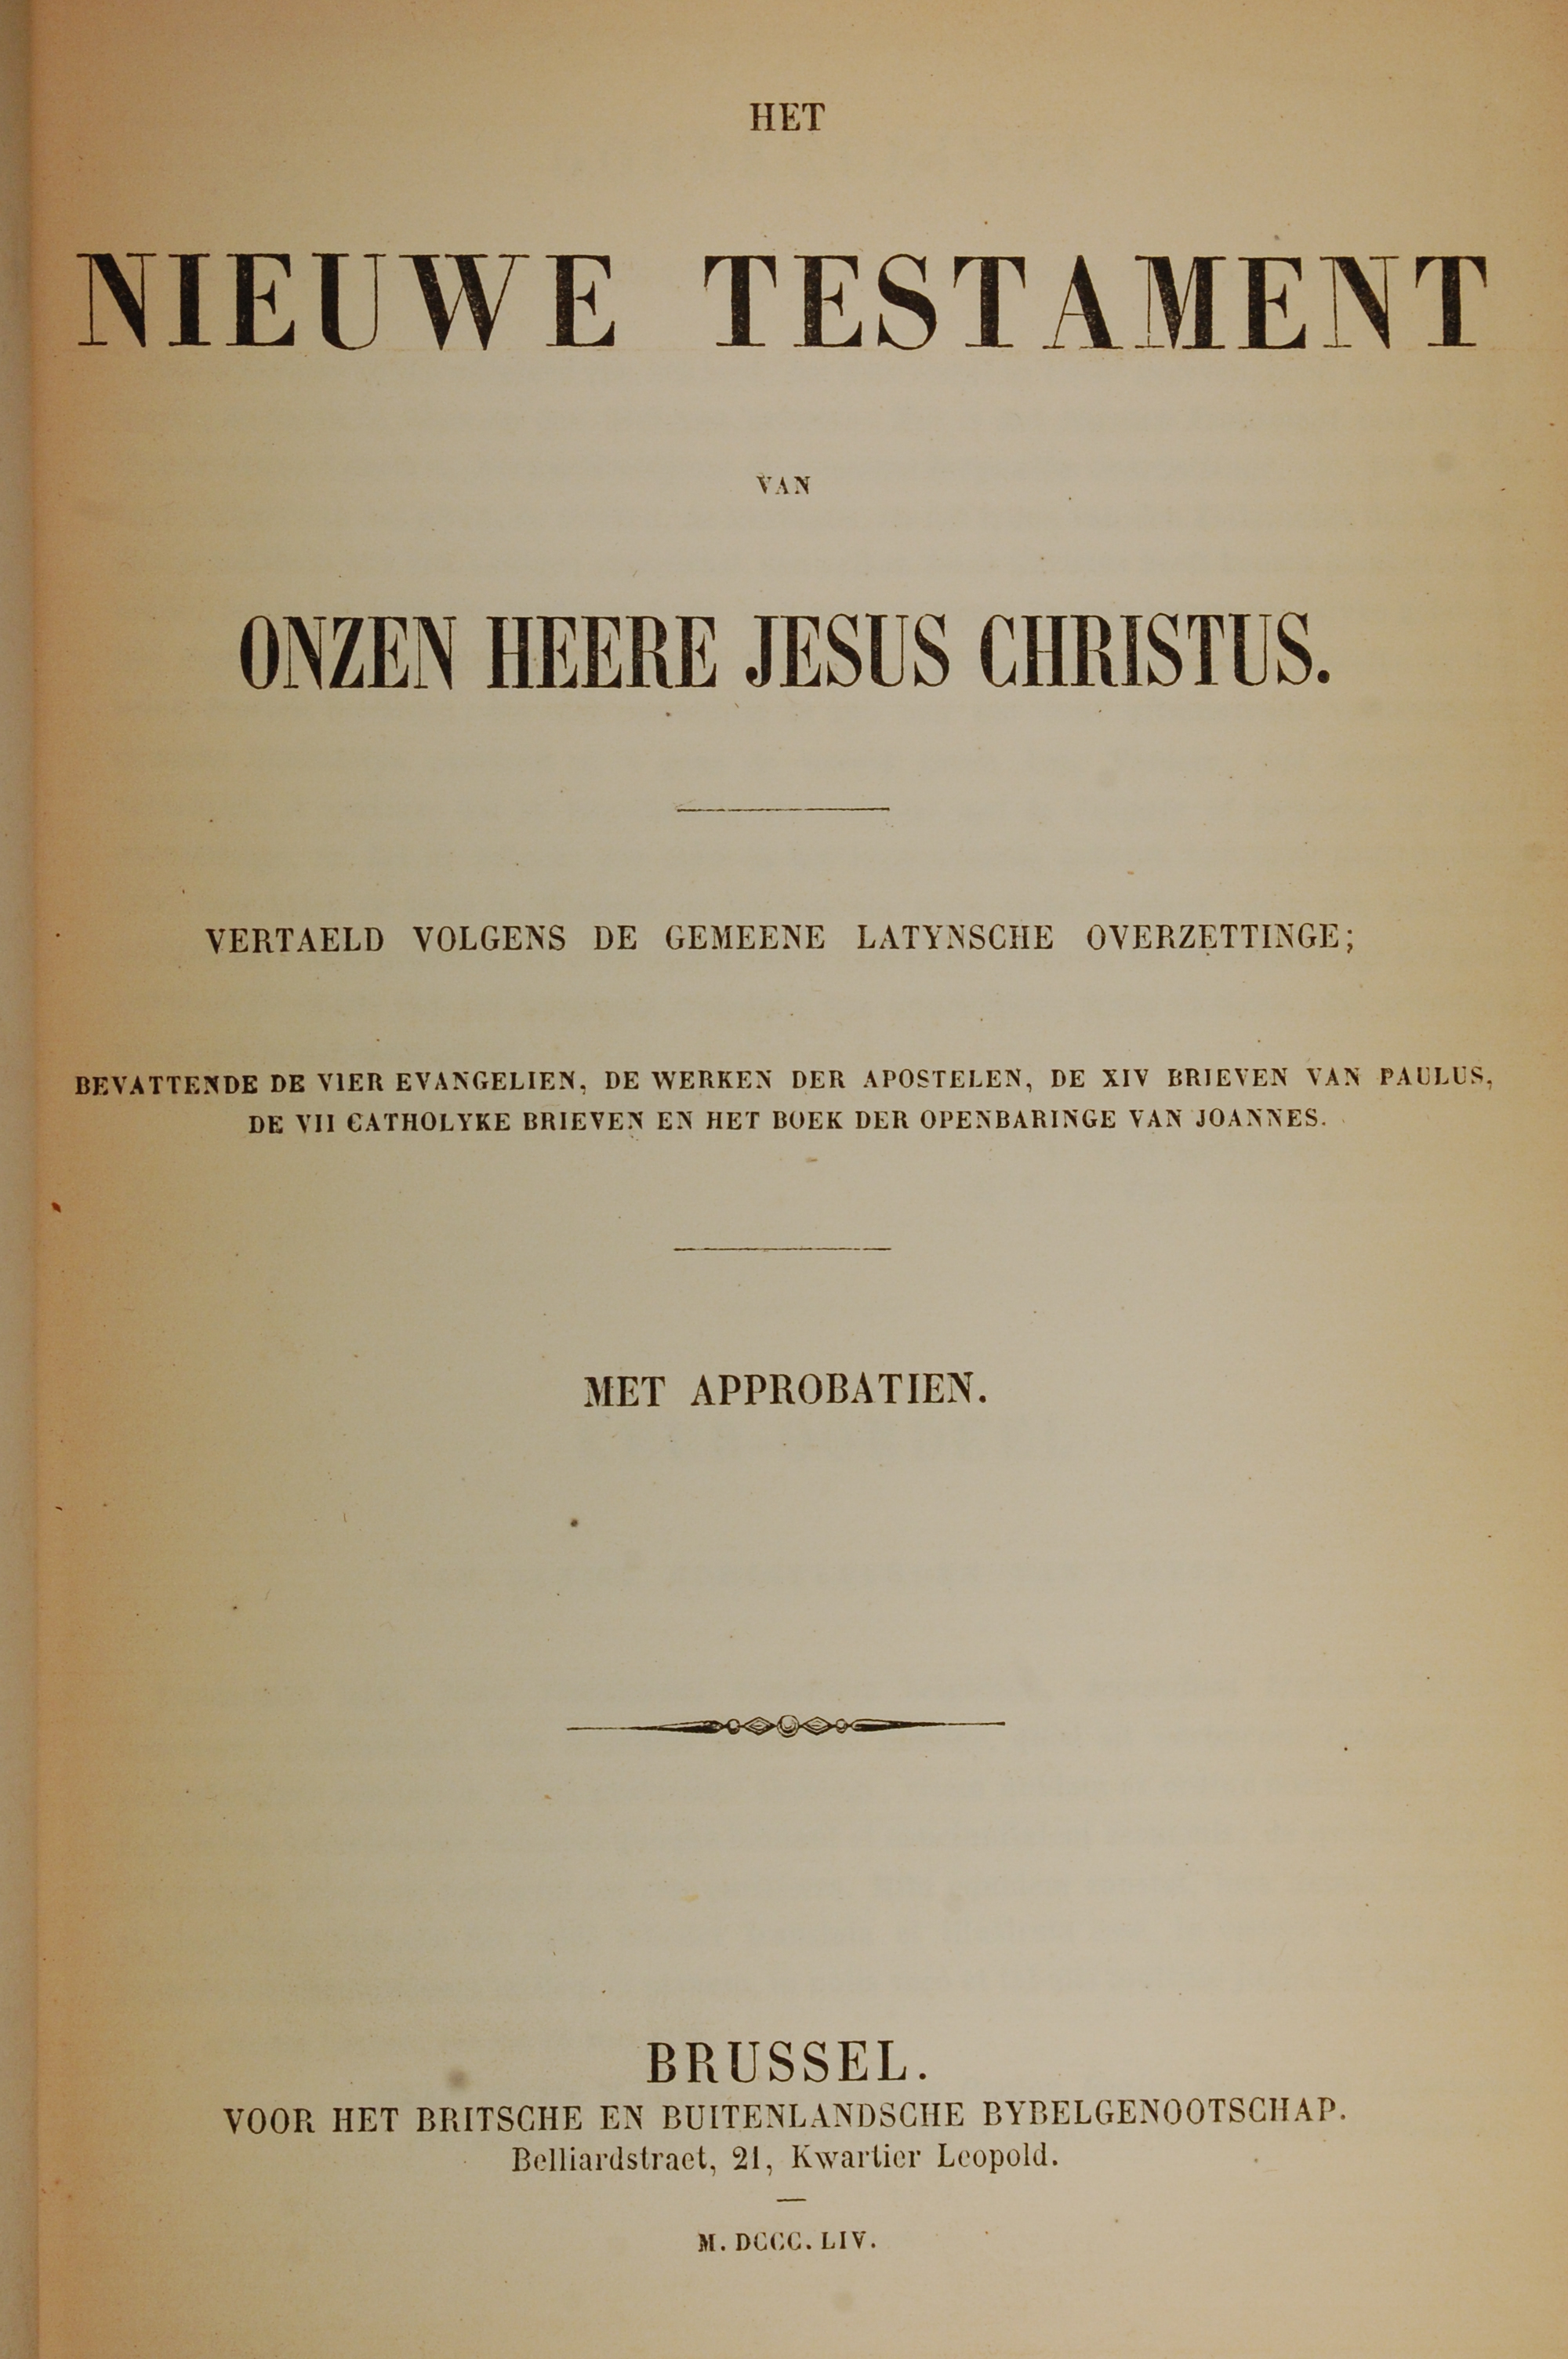 HET
NIEUWE TESTAMENT
VAN
ONZEN HEERE JESUS CHRISTUS.
VERTAELD VOLGENS DE GEMEENE LATYNSCHE OVERZETTINGE;
BEVATTENDE DE VIER EVANGELIEN, DE WERKEN DER APOSTELEN, DE XIV BRIEVEN VAN PAULUS,
DE VII CATHOLYKE BRIEVEN EN HET BOEK DER OPENBARINGE VAN JOANNES.
MET APPROBATIEN.
BRUSSEL.
VOOR HET BRITSCHE EN BUITENLANDSCHE BYBELGENOOTSCHAP.
Belliardstraet, 21, Kwartier Leopold.
M. DCCC. LIV.